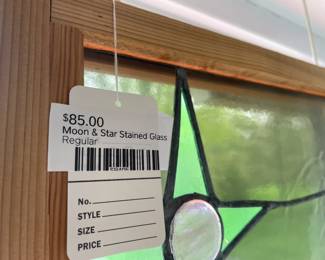 $85.00
Moon & Star Stained Glass
Regular
No.
STYLE
SIZE
PRICE